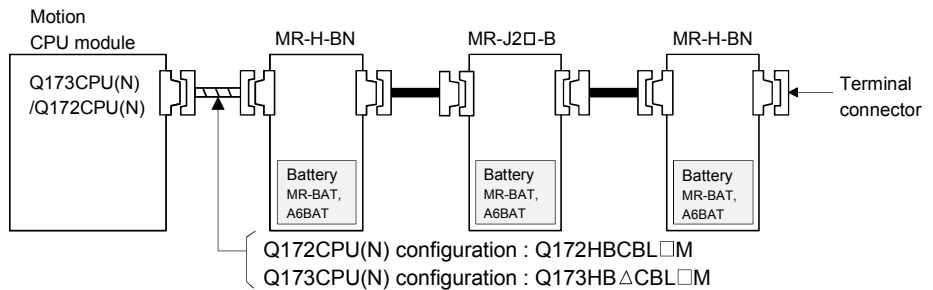 Motion
CPU module
MR-H-BN
MR-J2□-B
MR-H-BN
Q173CPU(N)
/Q172CPU(N)
Terminal
connector
Battery
MR-BAT,
A6BAT
Battery
MR-BAT,
A6BAT
Battery
MR-BAT,
A6BAT
Q172CPU(N) configuration : Q172HBCBL□M
Q173CPU(N) configuration : Q173HB△CBL□M